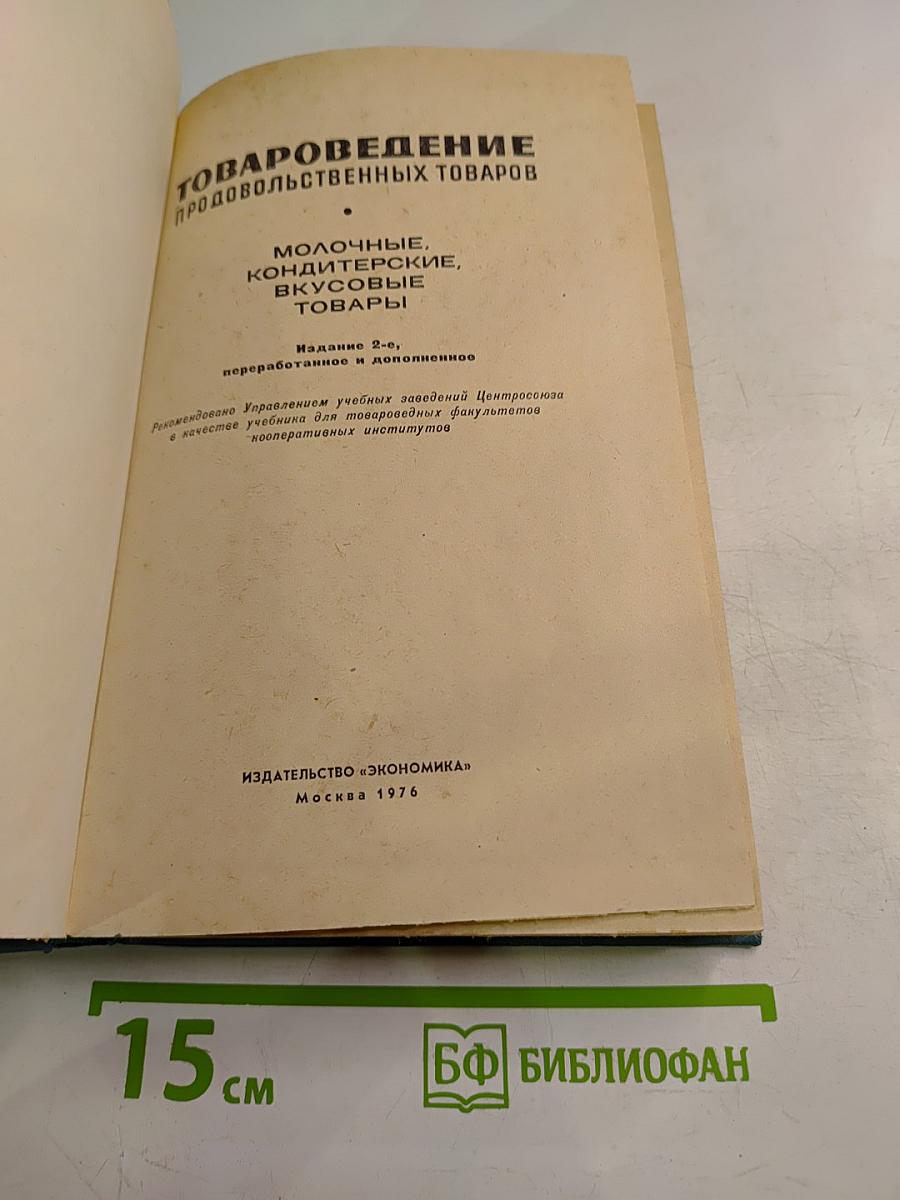 ТОВАРОВЕДЕНИЕ
ПРОДОВОЛЬСТВЕННЫХ ТОВАРОВ
•
МОЛОЧНЫЕ,
КОНДИТЕРСКИЕ,
ВКУСОВЫЕ
ТОВАРЫ
Издание 2-е,
переработанное и дополненное
Рекомендовано Управлением учебных заведений Центросоюза
в качестве учебника для товароведных факультетов
кооперативных институтов
ИЗДАТЕЛЬСТВО «ЭКОНОМИКА»
Москва 1976
15 см
БФ БИБЛИОФАН